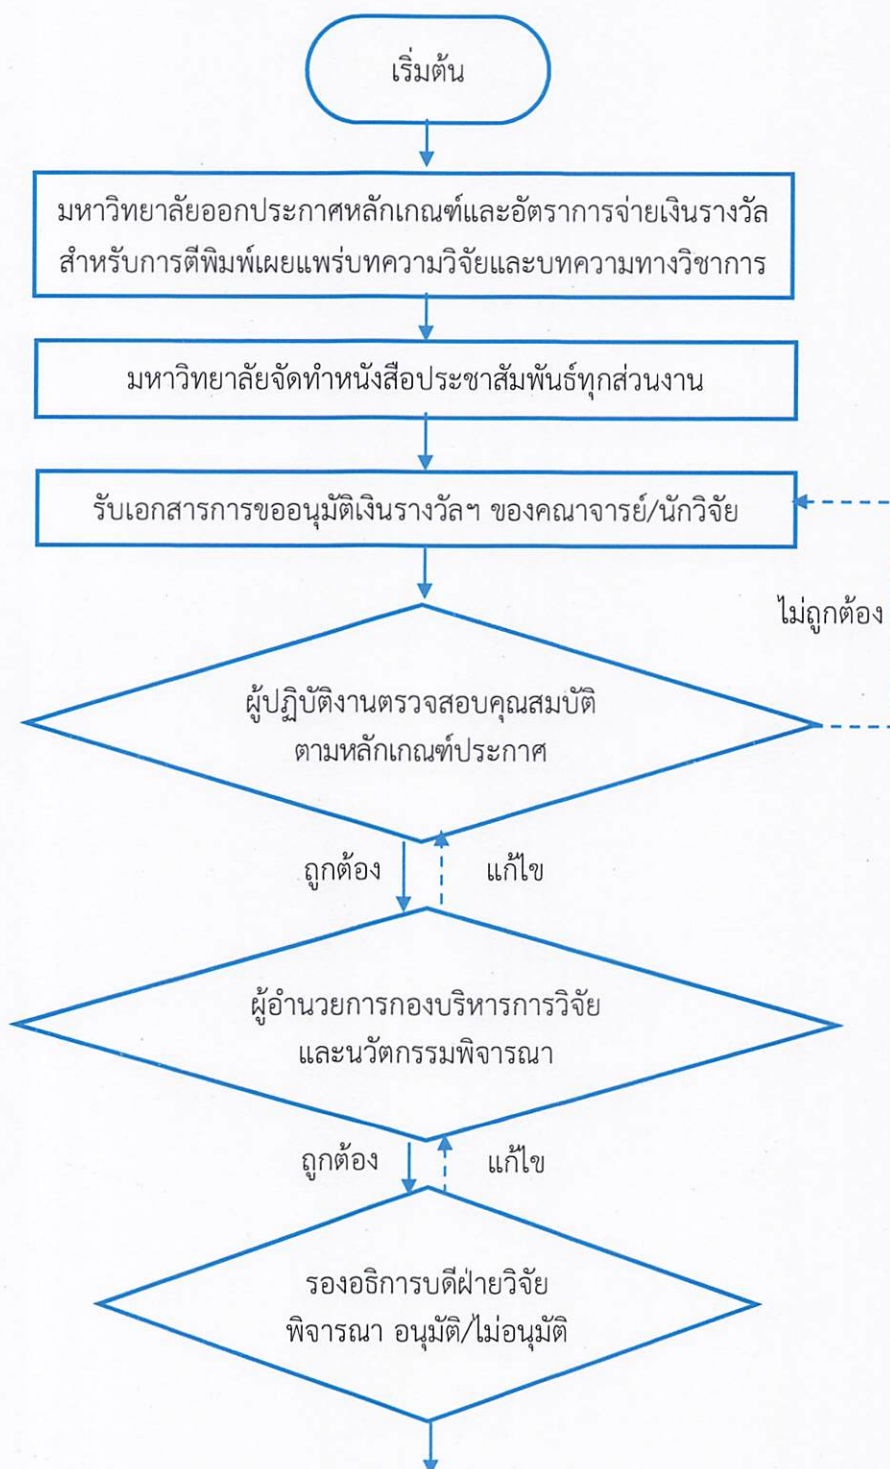 เริ่มต้น
มหาวิทยาลัยออกประกาศหลักเกณฑ์และอัตราการจ่ายเงินรางวัล
สำหรับการตีพิมพ์เผยแพร่บทความวิจัยและบทความทางวิชาการ
มหาวิทยาลัยจัดทำหนังสือประชาสัมพันธ์ทุกส่วนงาน
รับเอกสารการขออนุมัติเงินรางวัลฯ ของคณาจารย์/นักวิจัย
ไม่ถูกต้อง
ผู้ปฏิบัติงานตรวจสอบคุณสมบัติ
ตามหลักเกณฑ์ประกาศ
ถูกต้อง แก้ไข
ผู้อำนวยการกองบริหารการวิจัย
และนวัตกรรมพิจารณา
ถูกต้อง แก้ไข
รองอธิการบดีฝ่ายวิจัย
พิจารณา อนุมัติ/ไม่อนุมัติ